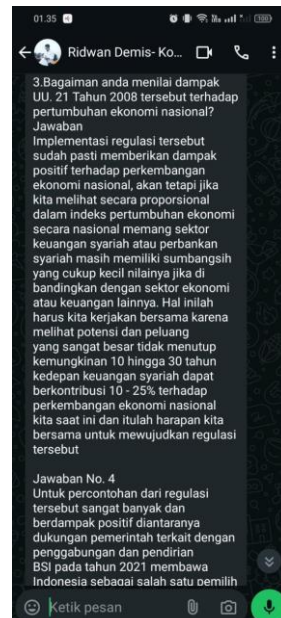 01.35
Ridwan Demis- Ko...
3.Bagaiman anda menilai dampak
UU. 21 Tahun 2008 tersebut terhadap
pertumbuhan ekonomi nasional?
Jawaban
Implementasi regulasi tersebut
sudah pasti memberikan dampak
positif terhadap perkembangan
ekonomi nasional, akan tetapi jika
kita melihat secara proporsional
dalam indeks pertumbuhan ekonomi
secara nasional memang sektor
keuangan syariah atau perbankan
syariah masih memiliki sumbangsih
yang cukup kecil nilainya jika di
bandingkan dengan sektor ekonomi
atau keuangan lainnya. Hal inilah
harus kita kerjakan bersama karena
melihat potensi dan peluang
yang sangat besar tidak menutup
kemungkinan 10 hingga 30 tahun
kedepan keuangan syariah dapat
berkontribusi 10 - 25% terhadap
perkembangan ekonomi nasional
kita saat ini dan itulah harapan kita
bersama untuk mewujudkan regulasi
tersebut
Jawaban No. 4
Untuk percontohan dari regulasi
tersebut sangat banyak dan
berdampak positif diantaranya
dukungan pemerintah terkait dengan
penggabungan dan pendirian
BSI pada tahun 2021 membawa
Indonesia sebagai salah satu pemilih
Ketik pesan